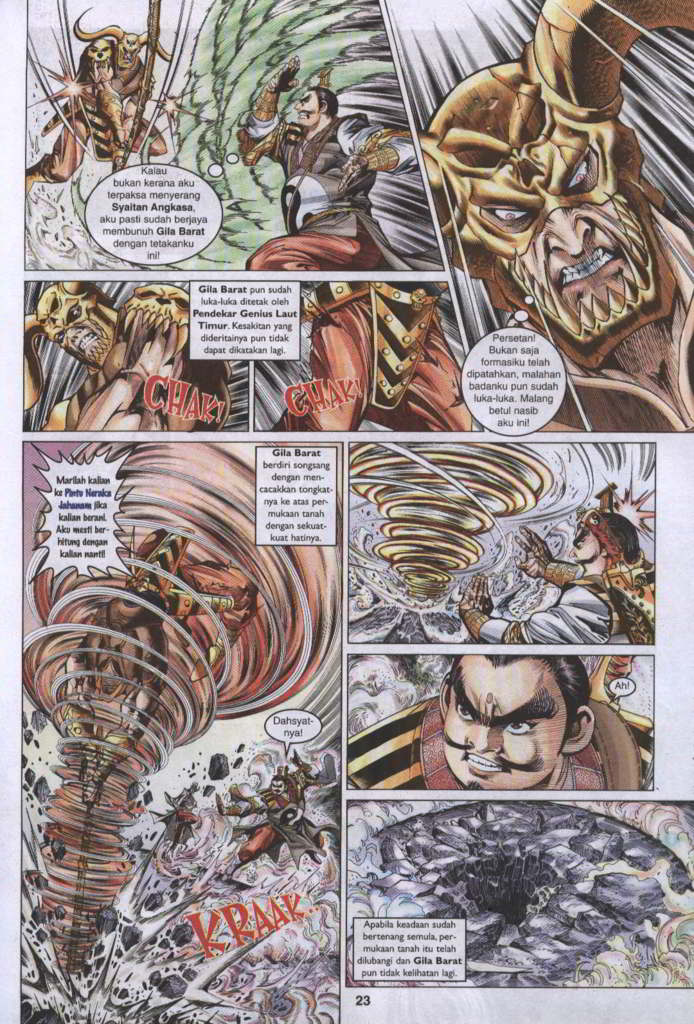 Kalau
bukan kerana aku
terpaksa menyerang
Syaitan Angkasa,
aku pasti sudah berjaya
membunuh Gila Barat
dengan tetakanku
ini!
Persetan!
Bukan saja
formasiku telah
dipatahkan, malahan
badanku pun sudah
luka-luka. Malang
betul nasib
aku ini!
Gila Barat pun sudah
luka-luka ditetak oleh
Pendekar Genius Laut
Timur. Kesakitan yang
dideritainya pun tidak
dapat dikatakan lagi.
CHAK!
CHAK!
Marilah kalian
ke Pintu Neraka
Jahanam jika
kalian berani.
Aku mesti ber-
hitung dengan
kalian nanti!
Gila Barat
berdiri songsang
dengan men-
cacakkan tongkat-
nya ke atas per-
mukaan tanah
dengan sekuat-
kuat hatinya.
Dahsyat-
nya!
KRAAK..
Ah!
Apabila keadaan sudah
bertenang semula, per-
mukaan tanah itu telah
dilubangi dan Gila Barat
pun tidak kelihatan lagi.
23